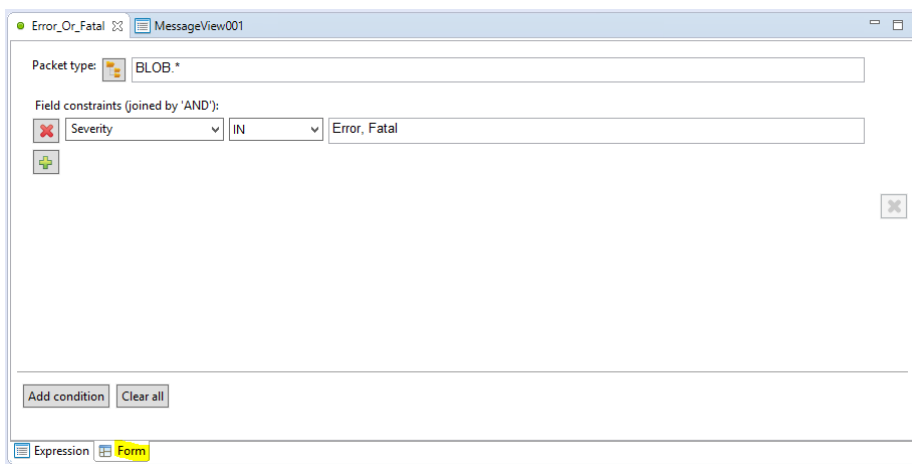 Error_Or_Fatal MessageView001
Packet type: BLOB.*
Field constraints (joined by 'AND'):
Severity IN Error, Fatal
Add condition Clear all
Expression Form